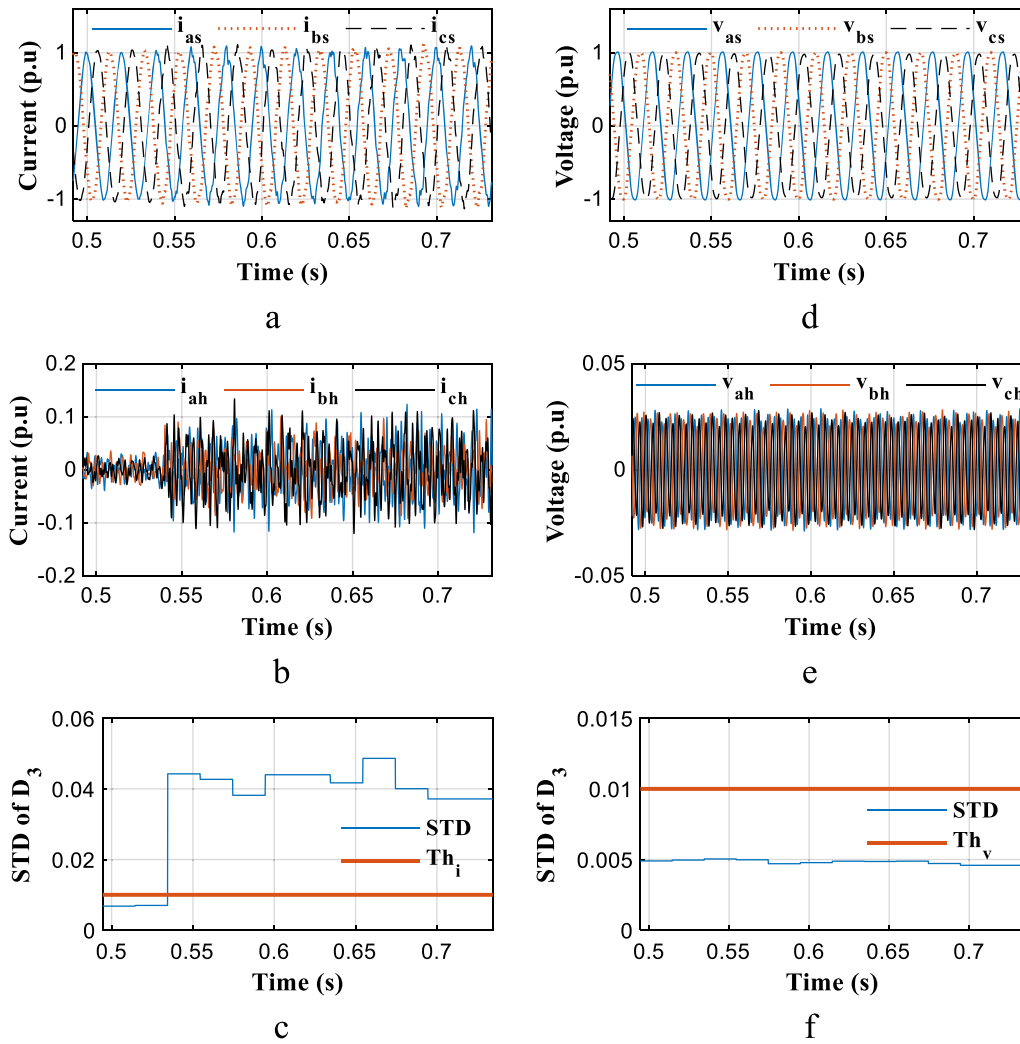 i_as i_bs i_cs
Current (p.u)
1
0
-1
0.5 0.55 0.6 0.65 0.7
Time (s)
a
v_as v_bs v_cs
Voltage (p.u)
1
0
-1
0.5 0.55 0.6 0.65 0.7
Time (s)
d
i_ah i_bh i_ch
Current (p.u)
0.2
0.1
0
-0.1
-0.2
0.5 0.55 0.6 0.65 0.7
Time (s)
b
v_ah v_bh v_ch
Voltage (p.u)
0.05
0
-0.05
0.5 0.55 0.6 0.65 0.7
Time (s)
e
STD of D_3
0.06
0.04
0.02
0
STD
Th_i
0.5 0.55 0.6 0.65 0.7
Time (s)
c
STD of D_3
0.015
0.01
0.005
0
STD
Th_v
0.5 0.55 0.6 0.65 0.7
Time (s)
f